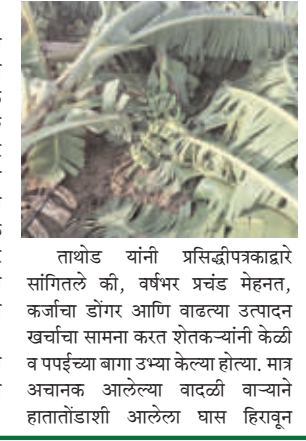 ताथोड यांनी प्रसिद्धीपत्रकाद्वारे
सांगितले की, वर्षभर प्रचंड मेहनत,
कर्जाचा डोंगर आणि वाढत्या उत्पादन
खर्चाचा सामना करत शेतकऱ्यांनी केळी
व पपईच्या बागा उभ्या केल्या होत्या. मात्र
अचानक आलेल्या वादळी वाऱ्याने
हातातोंडाशी आलेला घास हिरावून